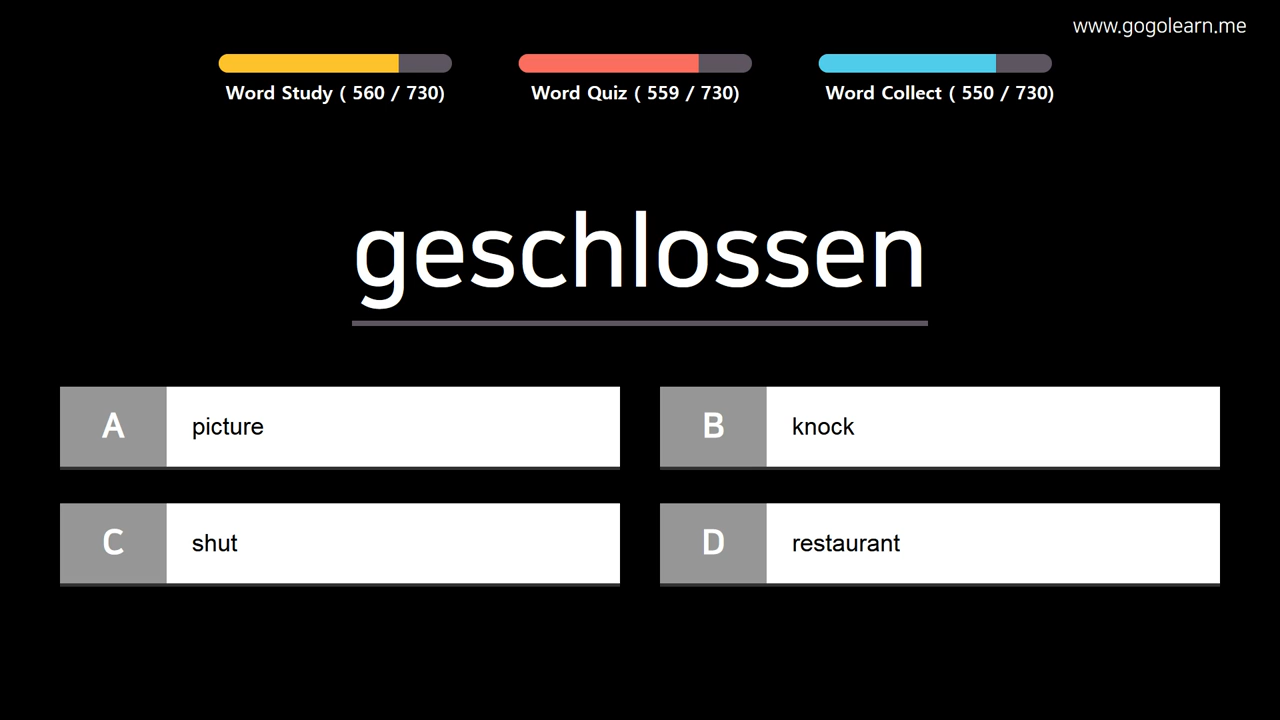 www.gogolearn.me
Word Study ( 560 / 730)
Word Quiz ( 559 / 730)
Word Collect ( 550 / 730)
geschlossen
A picture
B knock
C shut
D restaurant